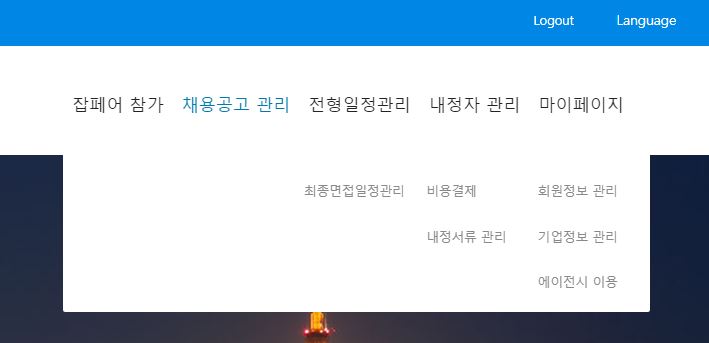 Logout Language
잡페어 참가 채용공고 관리 전형일정관리 내정자 관리 마이페이지
최종면접일정관리 비용결제 회원정보 관리
내정서류 관리 기업정보 관리
에이전시 이용